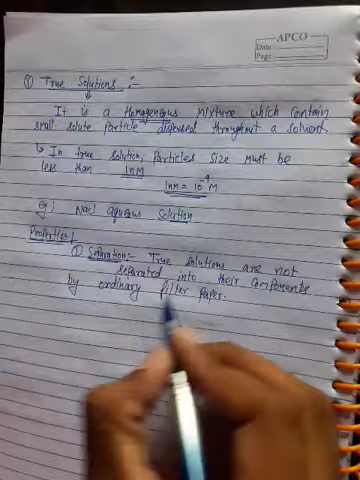 APCO
Date
Page
① True Solutions :-
It is a Homogeneous mixture which contain
small solute particle dispersed throughout a solvent.
↳ In true solution, particles size must be
less than 1nM
1nm = 10⁻⁹ M
eg: Nacl aqueous Solution
Properties
① Separation:- True solutions are not
separated into their components
by ordinary filter paper.